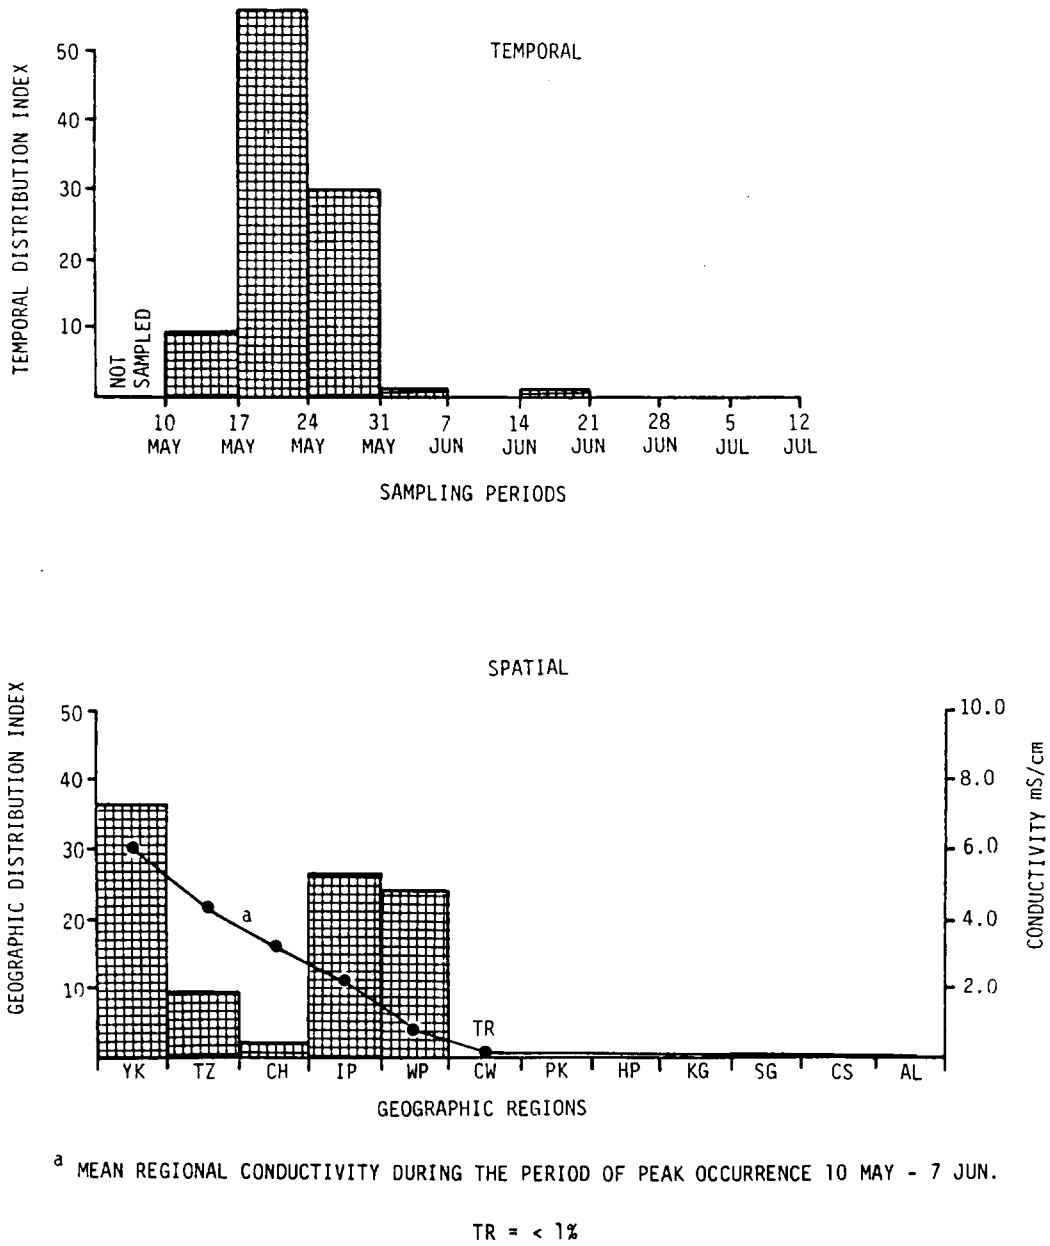 TEMPORAL
TEMPORAL DISTRIBUTION INDEX
50
40
30
20
10
NOT
SAMPLED
10 17 24 31 7 14 21 28 5 12
MAY MAY MAY MAY JUN JUN JUN JUN JUL JUL
SAMPLING PERIODS
SPATIAL
GEOGRAPHIC DISTRIBUTION INDEX
50
40
30
20
10
10.0
8.0
6.0
4.0
2.0
CONDUCTIVITY mS/cm
a
TR
YK TZ CH IP WP CW PK HP KG SG CS AL
GEOGRAPHIC REGIONS
a MEAN REGIONAL CONDUCTIVITY DURING THE PERIOD OF PEAK OCCURRENCE 10 MAY - 7 JUN.
TR = < 1%